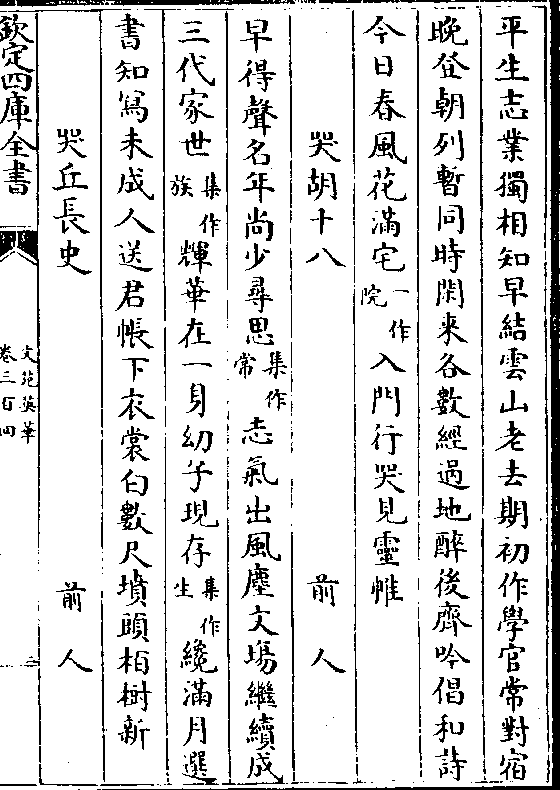 平生志業獨相知早結雲山老去期初作學官常對宿
晚登朝列暫同時閑来各數經過地醉後齊吟倡和詩
今日春風花滿宅一作院入門行哭見靈帷
哭胡十八 前人
早得聲名年尚少尋思集作常志氣出風塵文場繼續成
三代家世集作族輝華在一身幼子現存集作生纔滿月選
書知寫未成人送君帳下衣裳白數尺墳頭柏樹新
哭丘長史 前人
欽定四庫全書
文苑英華
卷三百四
三